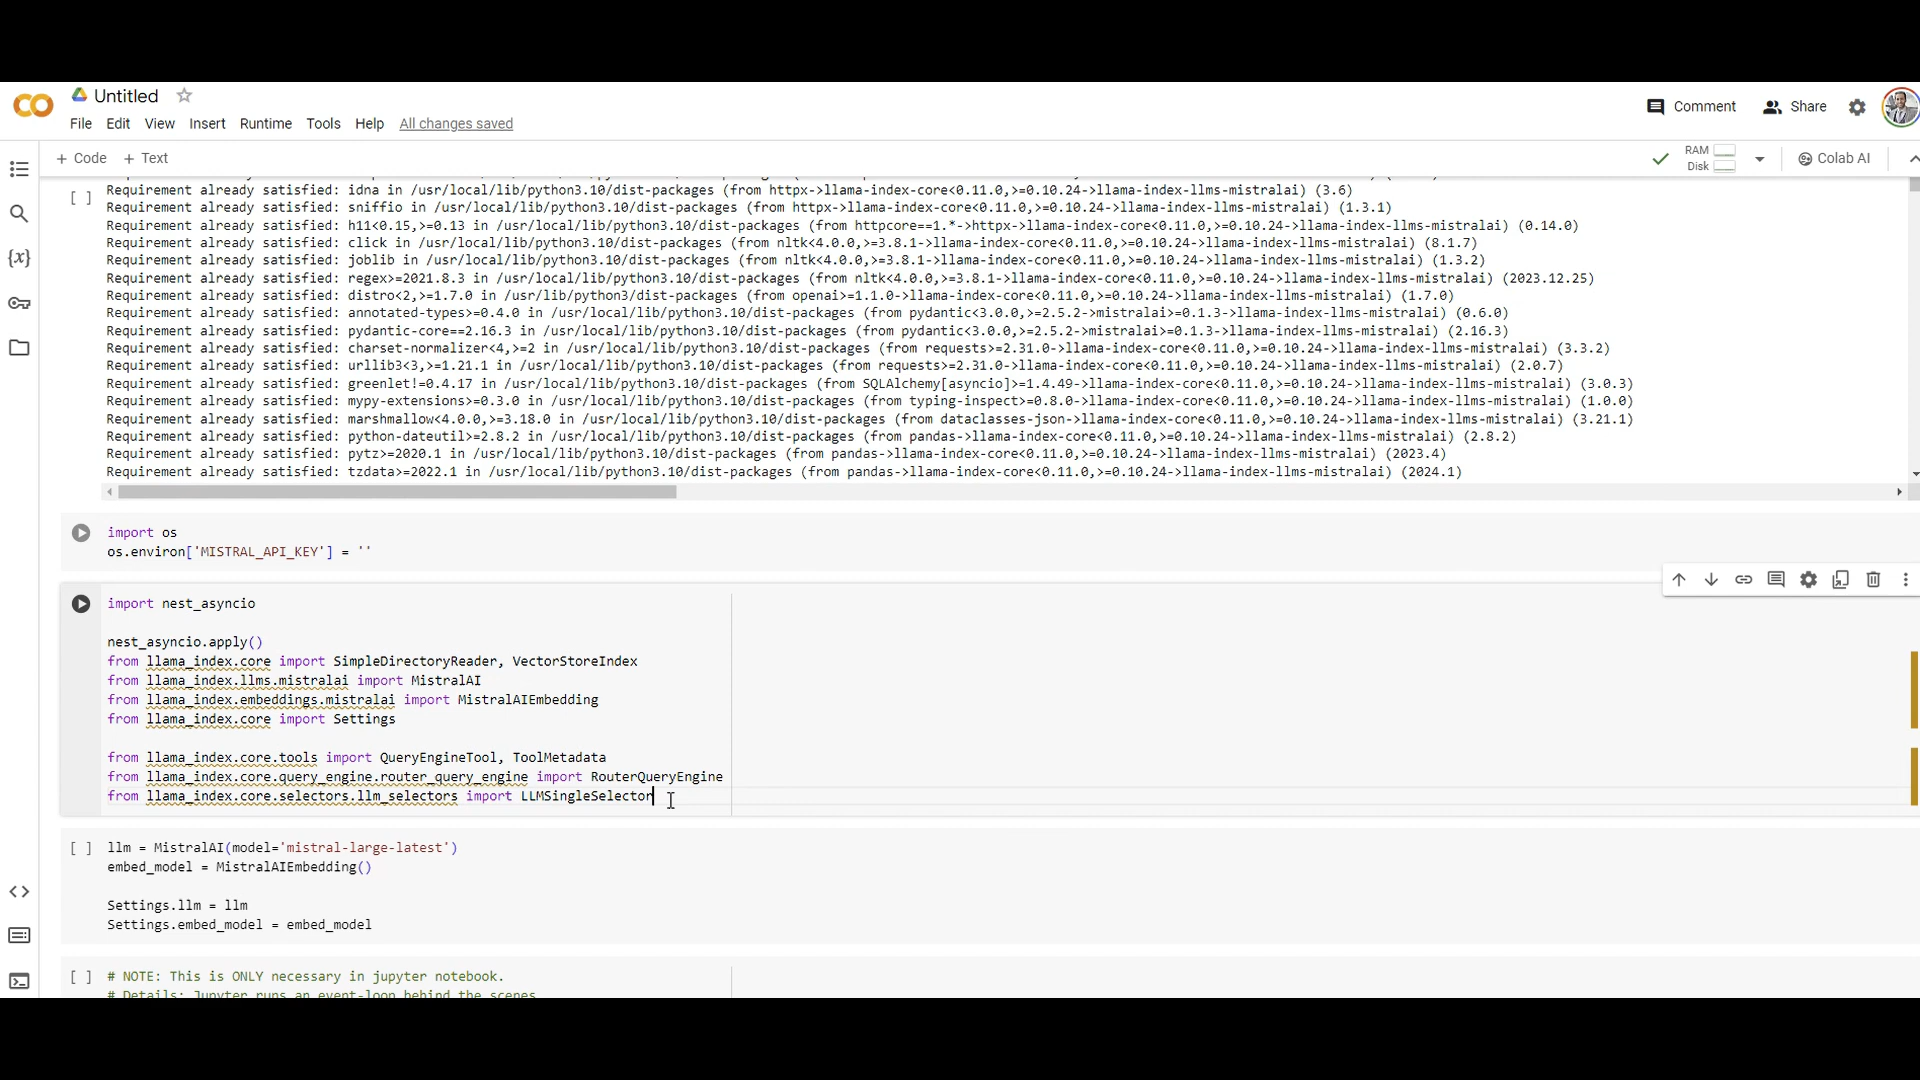 Untitled
Comment
Share
File Edit View Insert Runtime Tools Help All changes saved
+ Code + Text
RAM
Disk
Colab AI
[ ]
Requirement already satisfied: idna in /usr/local/lib/python3.10/dist-packages (from httpx->llama-index-core<0.11.0,>=0.10.24->llama-index-llms-mistralai) (3.6)
Requirement already satisfied: sniffio in /usr/local/lib/python3.10/dist-packages (from httpx->llama-index-core<0.11.0,>=0.10.24->llama-index-llms-mistralai) (1.3.1)
Requirement already satisfied: h11<0.15,>=0.13 in /usr/local/lib/python3.10/dist-packages (from httpcore==1.*->httpx->llama-index-core<0.11.0,>=0.10.24->llama-index-llms-mistralai) (0.14.0)
Requirement already satisfied: click in /usr/local/lib/python3.10/dist-packages (from nltk<4.0.0,>=3.8.1->llama-index-core<0.11.0,>=0.10.24->llama-index-llms-mistralai) (8.1.7)
Requirement already satisfied: joblib in /usr/local/lib/python3.10/dist-packages (from nltk<4.0.0,>=3.8.1->llama-index-core<0.11.0,>=0.10.24->llama-index-llms-mistralai) (1.3.2)
Requirement already satisfied: regex>=2021.8.3 in /usr/local/lib/python3.10/dist-packages (from nltk<4.0.0,>=3.8.1->llama-index-core<0.11.0,>=0.10.24->llama-index-llms-mistralai) (2023.12.25)
Requirement already satisfied: distro<2,>=1.7.0 in /usr/lib/python3/dist-packages (from openai>=1.1.0->llama-index-core<0.11.0,>=0.10.24->llama-index-llms-mistralai) (1.7.0)
Requirement already satisfied: annotated-types>=0.4.0 in /usr/local/lib/python3.10/dist-packages (from pydantic<3.0.0,>=2.5.2->mistralai>=0.1.3->llama-index-llms-mistralai) (0.6.0)
Requirement already satisfied: pydantic-core==2.16.3 in /usr/local/lib/python3.10/dist-packages (from pydantic<3.0.0,>=2.5.2->mistralai>=0.1.3->llama-index-llms-mistralai) (2.16.3)
Requirement already satisfied: charset-normalizer<4,>=2 in /usr/local/lib/python3.10/dist-packages (from requests>=2.31.0->llama-index-core<0.11.0,>=0.10.24->llama-index-llms-mistralai) (3.3.2)
Requirement already satisfied: urllib3<3,>=1.21.1 in /usr/local/lib/python3.10/dist-packages (from requests>=2.31.0->llama-index-core<0.11.0,>=0.10.24->llama-index-llms-mistralai) (2.0.7)
Requirement already satisfied: greenlet!=0.4.17 in /usr/local/lib/python3.10/dist-packages (from SQLAlchemy[asyncio]>=1.4.49->llama-index-core<0.11.0,>=0.10.24->llama-index-llms-mistralai) (3.0.3)
Requirement already satisfied: mypy-extensions>=0.3.0 in /usr/local/lib/python3.10/dist-packages (from typing-inspect>=0.8.0->llama-index-core<0.11.0,>=0.10.24->llama-index-llms-mistralai) (1.0.0)
Requirement already satisfied: marshmallow<4.0.0,>=3.18.0 in /usr/local/lib/python3.10/dist-packages (from dataclasses-json->llama-index-core<0.11.0,>=0.10.24->llama-index-llms-mistralai) (3.21.1)
Requirement already satisfied: python-dateutil>=2.8.2 in /usr/local/lib/python3.10/dist-packages (from pandas->llama-index-core<0.11.0,>=0.10.24->llama-index-llms-mistralai) (2.8.2)
Requirement already satisfied: pytz>=2020.1 in /usr/local/lib/python3.10/dist-packages (from pandas->llama-index-core<0.11.0,>=0.10.24->llama-index-llms-mistralai) (2023.4)
Requirement already satisfied: tzdata>=2022.1 in /usr/local/lib/python3.10/dist-packages (from pandas->llama-index-core<0.11.0,>=0.10.24->llama-index-llms-mistralai) (2024.1)
import os
os.environ['MISTRAL_API_KEY'] = ''
import nest_asyncio
nest_asyncio.apply()
from llama_index.core import SimpleDirectoryReader, VectorStoreIndex
from llama_index.llms.mistralai import MistralAI
from llama_index.embeddings.mistralai import MistralAIEmbedding
from llama_index.core import Settings
from llama_index.core.tools import QueryEngineTool, ToolMetadata
from llama_index.core.query_engine.router_query_engine import RouterQueryEngine
from llama_index.core.selectors.llm_selectors import LLMSingleSelector
[ ] llm = MistralAI(model='mistral-large-latest')
embed_model = MistralAIEmbedding()
Settings.llm = llm
Settings.embed_model = embed_model
[ ] # NOTE: This is ONLY necessary in jupyter notebook.
# Details: Jupyter runs an event-loop behind the scenes